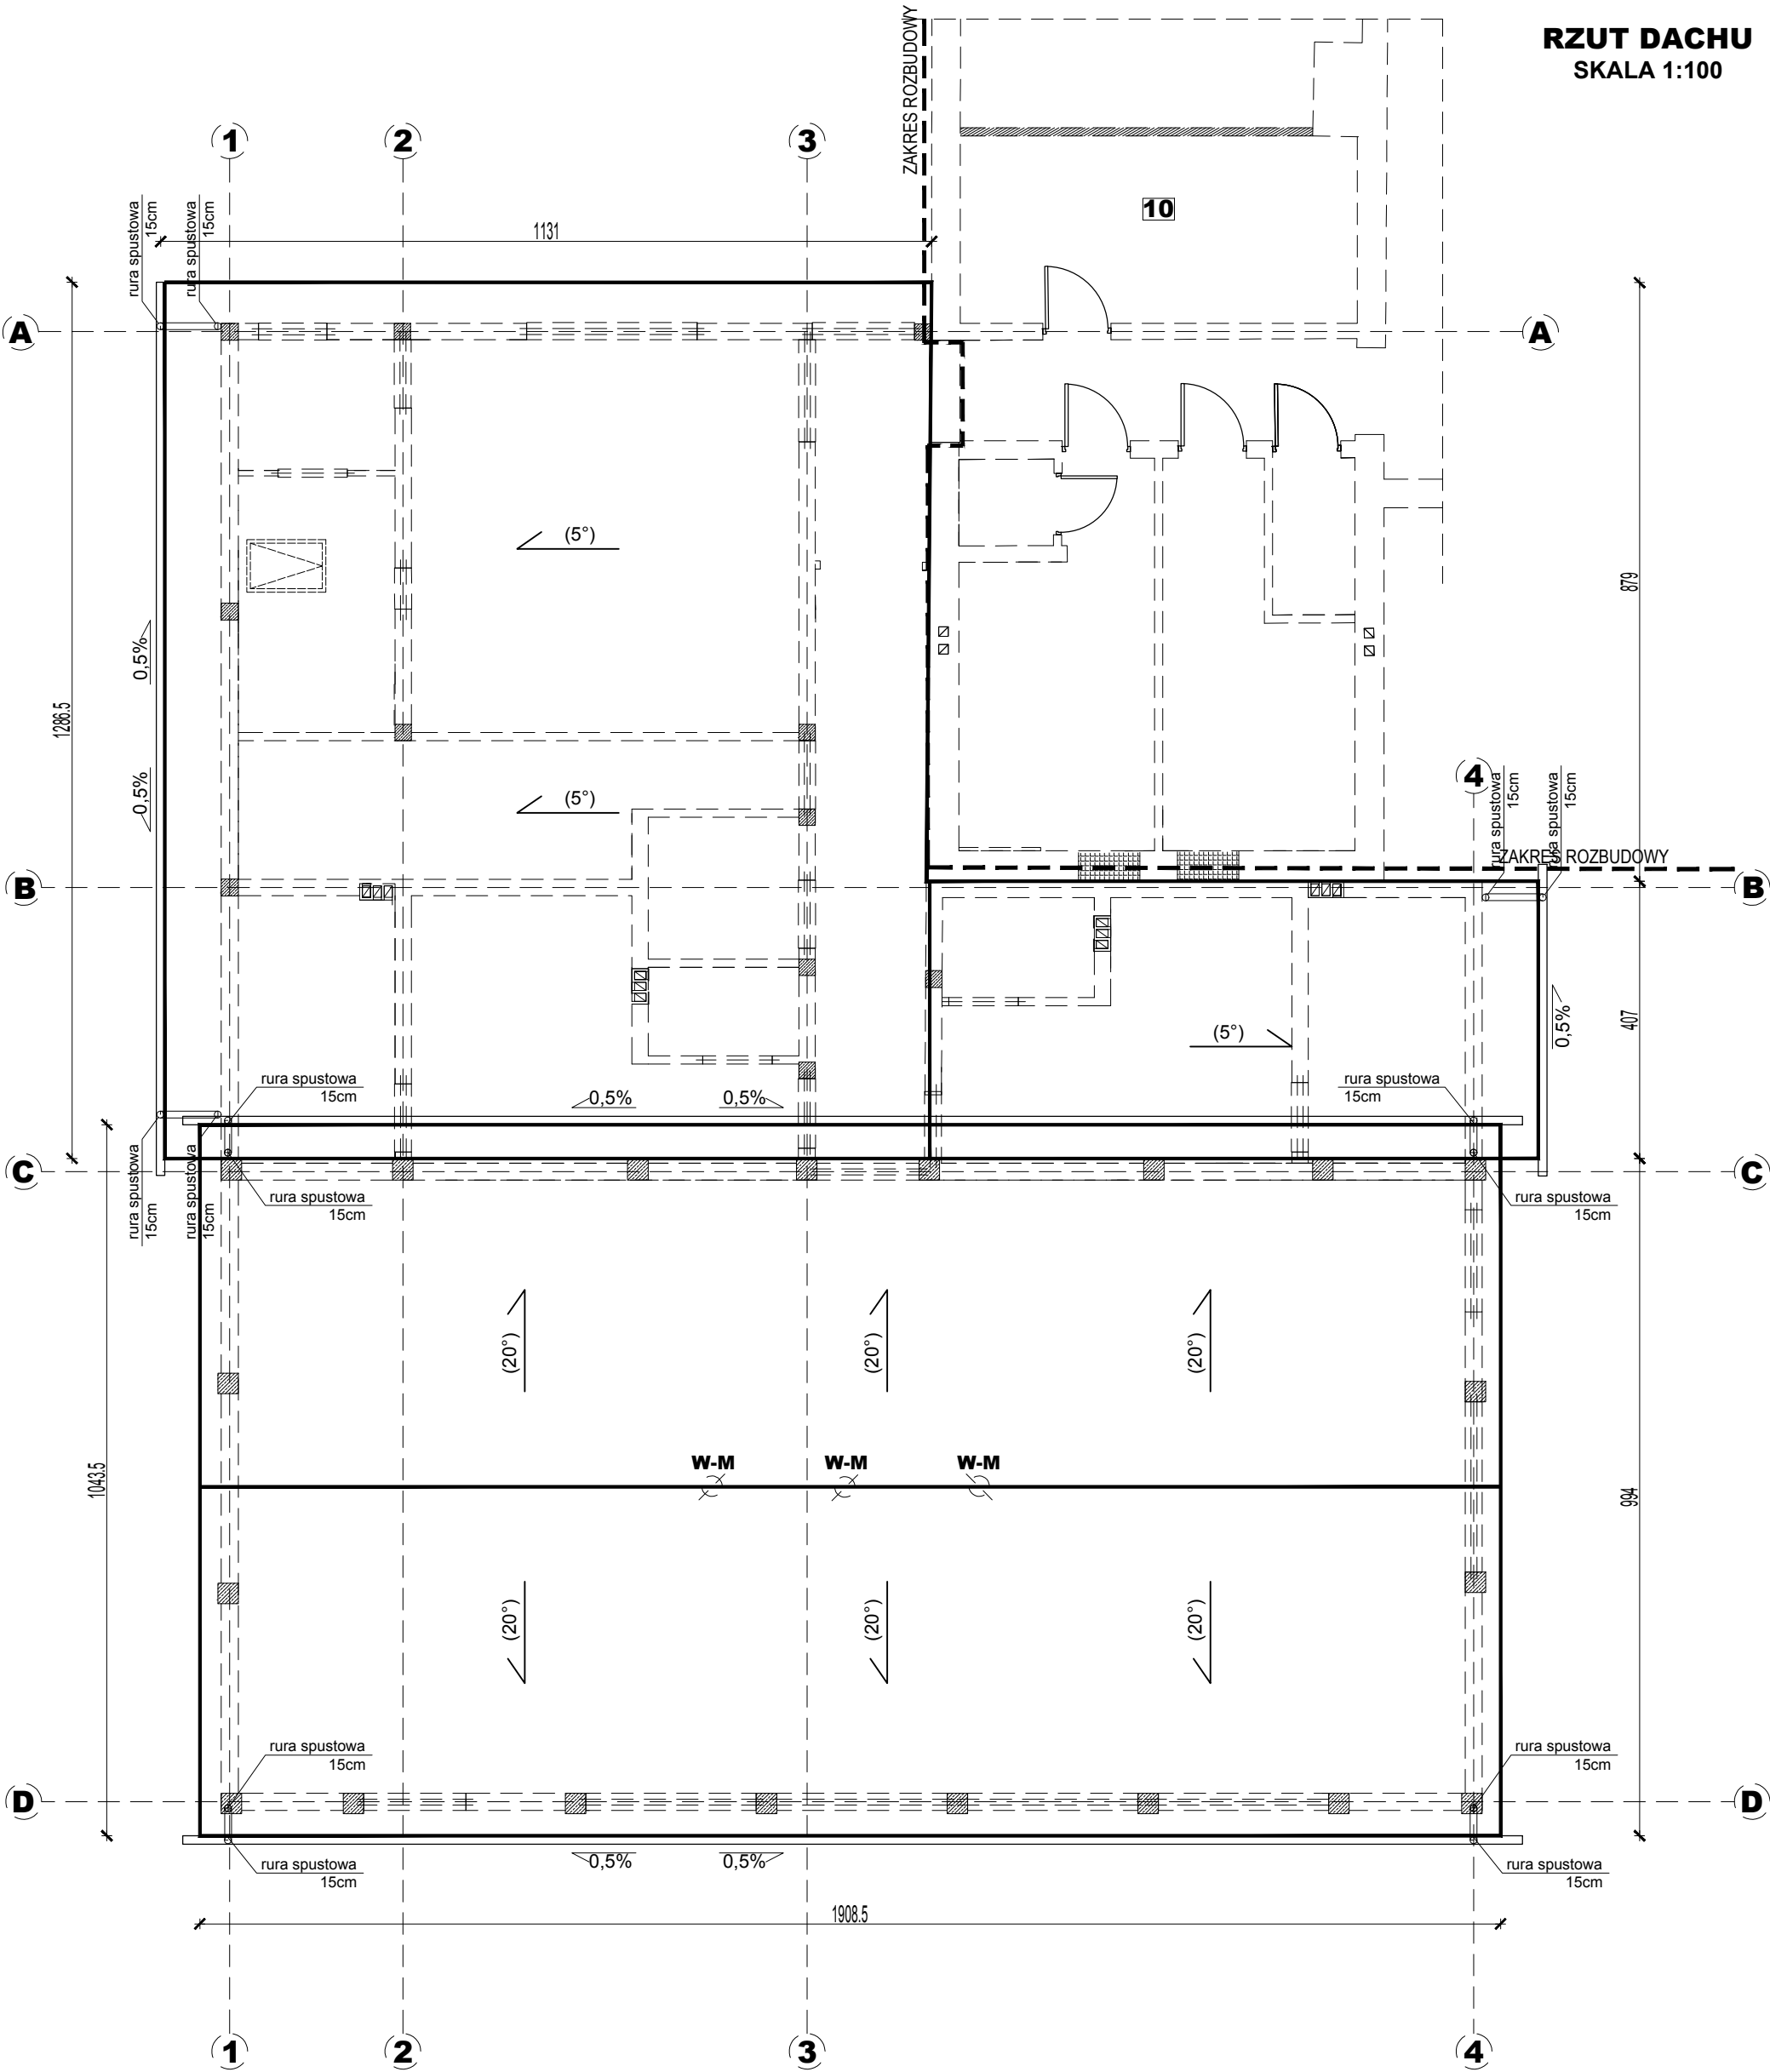 RZUT DACHU
SKALA 1:100
ZAKRES ROZBUDOWY
1
2
3
rura spustowa
15cm
rura spustowa
15cm
1131
10
A
A
(5°)
879
0,5%
1286.5
0,5%
(5°)
4
rura spustowa
15cm
rura spustowa
15cm
ZAKRES ROZBUDOWY
B
B
0,5%
407
(5°)
rura spustowa
15cm
0,5%
0,5%
rura spustowa
15cm
C
C
rura spustowa
15cm
rura spustowa
15cm
rura spustowa
15cm
rura spustowa
15cm
(20°)
(20°)
(20°)
W-M
W-M
W-M
1043.5
994
(20°)
(20°)
(20°)
rura spustowa
15cm
rura spustowa
15cm
D
D
rura spustowa
15cm
0,5%
0,5%
rura spustowa
15cm
1908.5
1
2
3
4